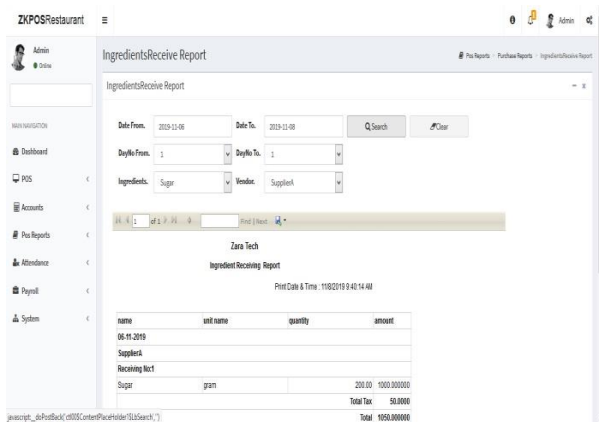 ZKPOSRestaurant
Admin
Admin
Online
MAIN NAVIGATION
Dashboard
POS
Accounts
Pos Reports
Attendance
Payroll
System
IngredientsReceive Report
Pos Reports - Purchase Reports - IngredientsReceive Report
IngredientsReceive Report
Date From. 2019-11-06 Date To. 2019-11-08 Search Clear
DayNo From. 1 DayNo To. 1
Ingredients. Sugar Vendor. SupplierA
1 of 1 Find | Next
Zara Tech
Ingredient Receiving Report
Print Date & Time : 11/8/2019 9:40:14 AM
name unit name quantity amount
06-11-2019
SupplierA
Receiving No:1
Sugar gram 200.00 1000.000000
Total Tax 50.0000
Total 1050.000000
javascript:__doPostBack('ctl00$ContentPlaceHolder1$LbSearch','')